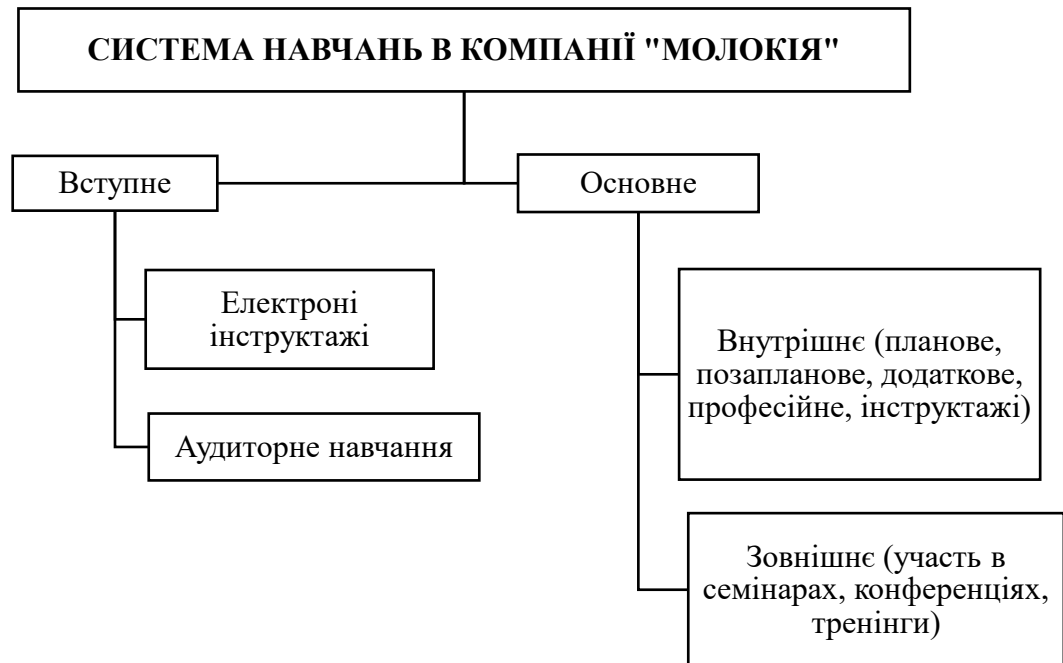 СИСТЕМА НАВЧАНЬ В КОМПАНІЇ "МОЛОКІЯ"
Вступне
Основне
Електроні
інструктажі
Аудиторне навчання
Внутрішнє (планове,
позапланове, додаткове,
професійне, інструктажі)
Зовнішнє (участь в
семінарах, конференціях,
тренінги)